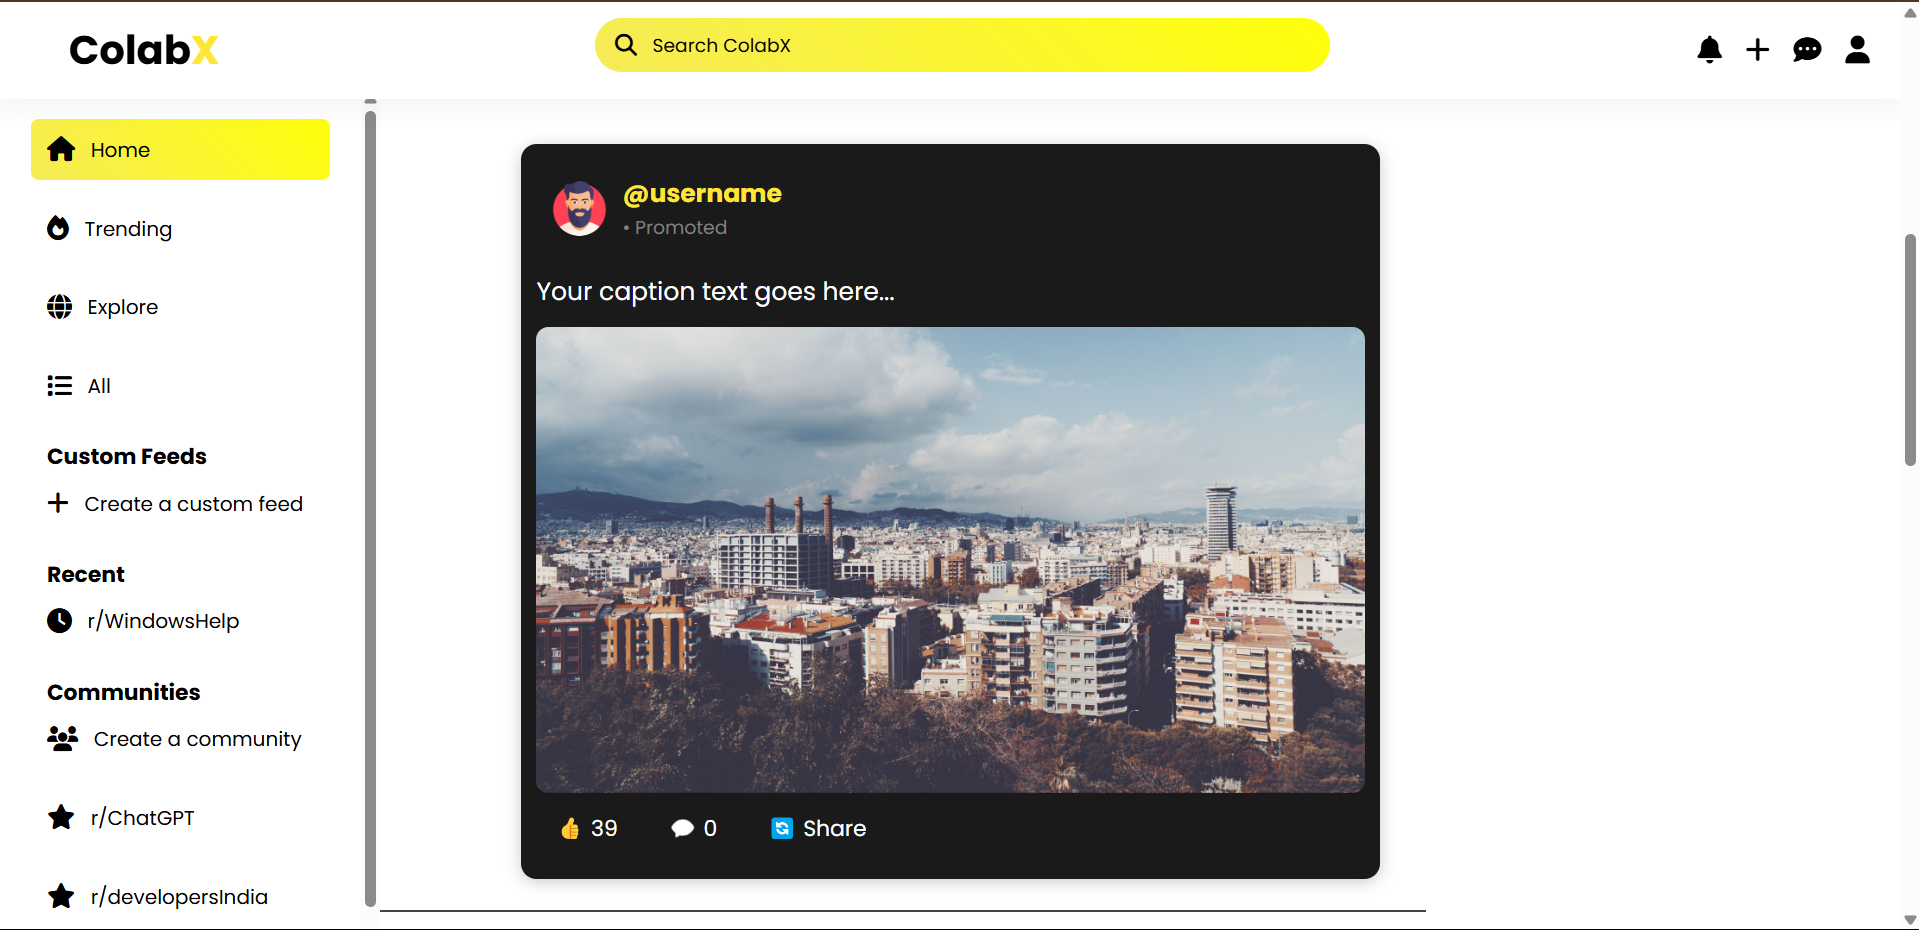 ColabX
Search ColabX
Home
Trending
Explore
All
Custom Feeds
Create a custom feed
Recent
r/WindowsHelp
Communities
Create a community
r/ChatGPT
r/developersIndia
@username
• Promoted
Your caption text goes here...
39
0
Share